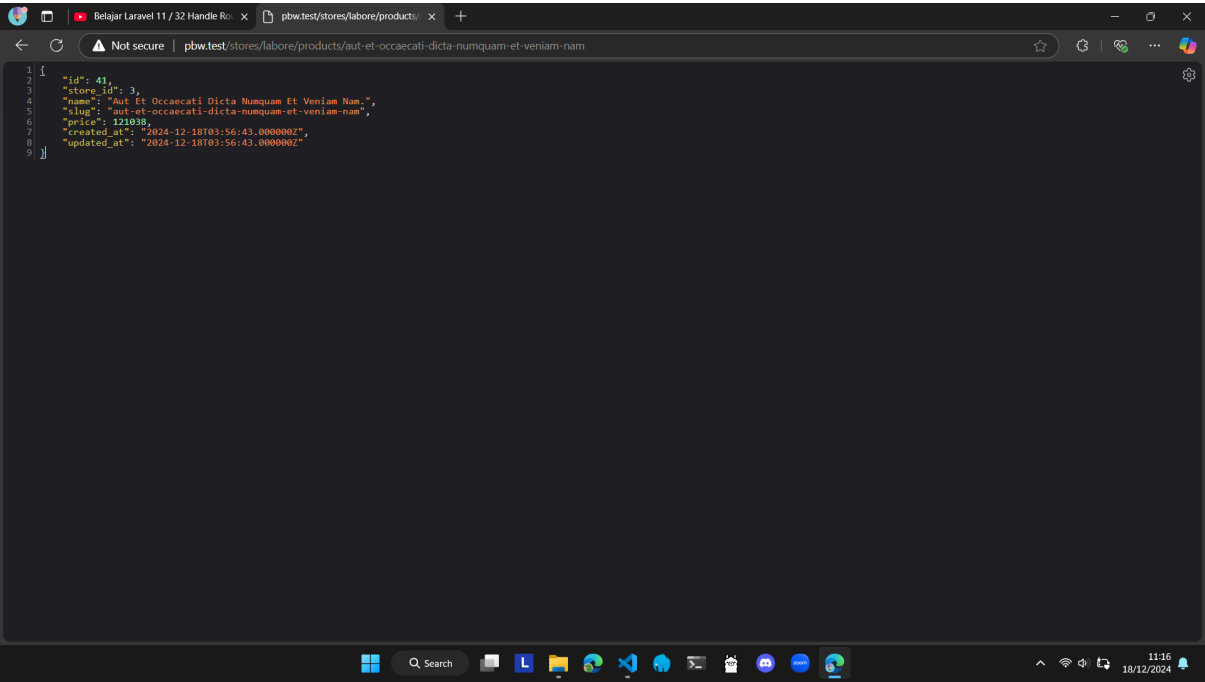 Belajar Laravel 11 / 32 Handle Ro
pbw.test/stores/labore/products/
Not secure
pbw.test/stores/labore/products/aut-et-occaecati-dicta-numquam-et-veniam-nam
1 {
2 "id": 41,
3 "store_id": 3,
4 "name": "Aut Et Occaecati Dicta Numquam Et Veniam Nam.",
5 "slug": "aut-et-occaecati-dicta-numquam-et-veniam-nam",
6 "price": 121038,
7 "created_at": "2024-12-18T03:56:43.000000Z",
8 "updated_at": "2024-12-18T03:56:43.000000Z"
9 }
Search
L
zoom
11:16
18/12/2024